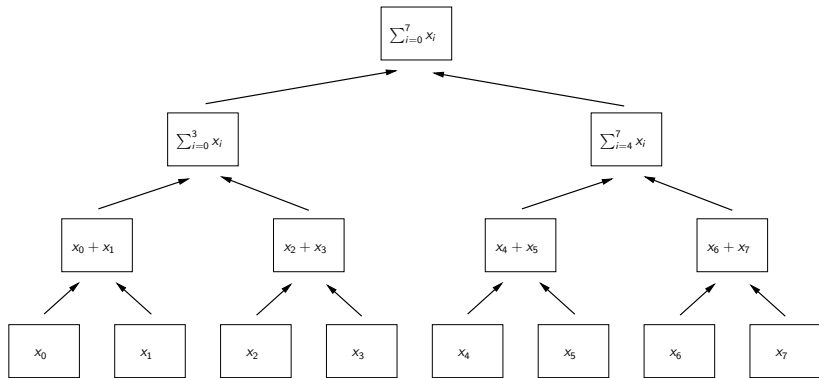 ∑_{i=0}^{7} x_i
∑_{i=0}^{3} x_i
∑_{i=4}^{7} x_i
x_0 + x_1
x_2 + x_3
x_4 + x_5
x_6 + x_7
x_0
x_1
x_2
x_3
x_4
x_5
x_6
x_7